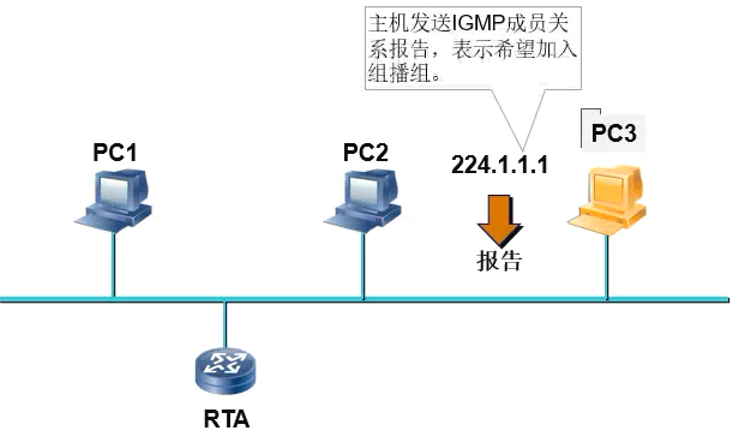 主机发送IGMP成员关
系报告，表示希望加入
组播组。
PC1
PC2
224.1.1.1
PC3
报告
RTA